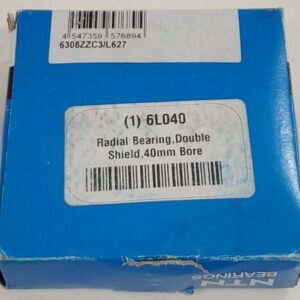 4 547359 576894
6308ZZC3/L627
(1) 6L040
Radial Bearing,Double
Shield,40mm Bore
NTN
BEARINGS